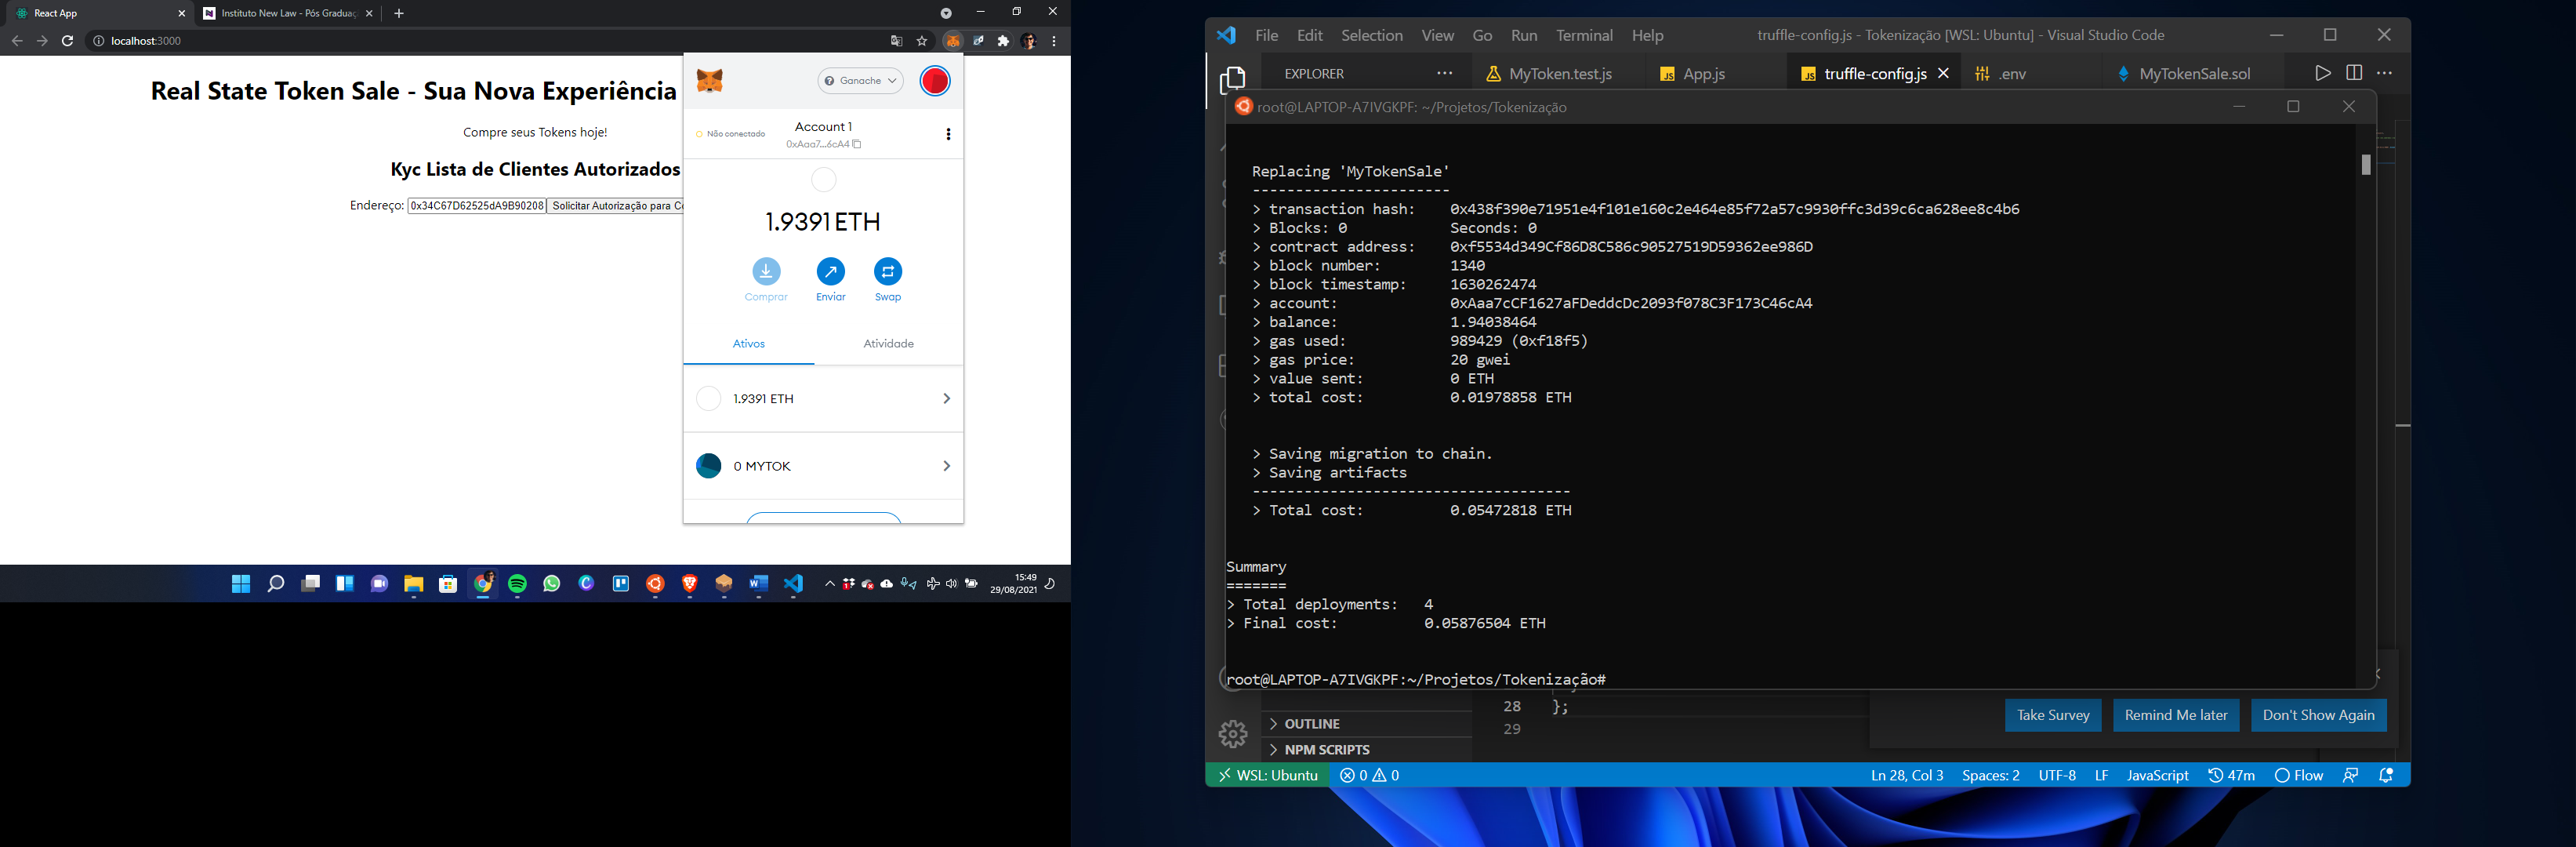 React App
Instituto New Law - Pós Graduaç
localhost:3000
Real State Token Sale - Sua Nova Experiência
Compre seus Tokens hoje!
Kyc Lista de Clientes Autorizados
Endereço: 0x34C67D62525dA9B90208 Solicitar Autorização para Co
Ganache
Não conectado
Account 1
0xAaa7...6cA4
1.9391 ETH
Comprar
Enviar
Swap
Ativos
Atividade
1.9391 ETH
0 MYTOK
15:49
29/08/2021
File Edit Selection View Go Run Terminal Help
truffle-config.js - Tokenização [WSL: Ubuntu] - Visual Studio Code
EXPLORER
MyToken.test.js
App.js
truffle-config.js
.env
MyTokenSale.sol
root@LAPTOP-A7IVGKPF: ~/Projetos/Tokenização
Replacing 'MyTokenSale'
-----------------------
> transaction hash: 0x438f390e71951e4f101e160c2e464e85f72a57c9930ffc3d39c6ca628ee8c4b6
> Blocks: 0 Seconds: 0
> contract address: 0xf5534d349Cf86D8C586c90527519D59362ee986D
> block number: 1340
> block timestamp: 1630262474
> account: 0xAaa7cCF1627aFDeddcDc2093f078C3F173C46cA4
> balance: 1.94038464
> gas used: 989429 (0xf18f5)
> gas price: 20 gwei
> value sent: 0 ETH
> total cost: 0.01978858 ETH
> Saving migration to chain.
> Saving artifacts
-------------------------------------
> Total cost: 0.05472818 ETH
Summary
=======
> Total deployments: 4
> Final cost: 0.05876504 ETH
root@LAPTOP-A7IVGKPF:~/Projetos/Tokenização#
28 };
29
OUTLINE
NPM SCRIPTS
Take Survey
Remind Me later
Don't Show Again
WSL: Ubuntu
0 0
Ln 28, Col 3
Spaces: 2
UTF-8
LF
JavaScript
47m
Flow